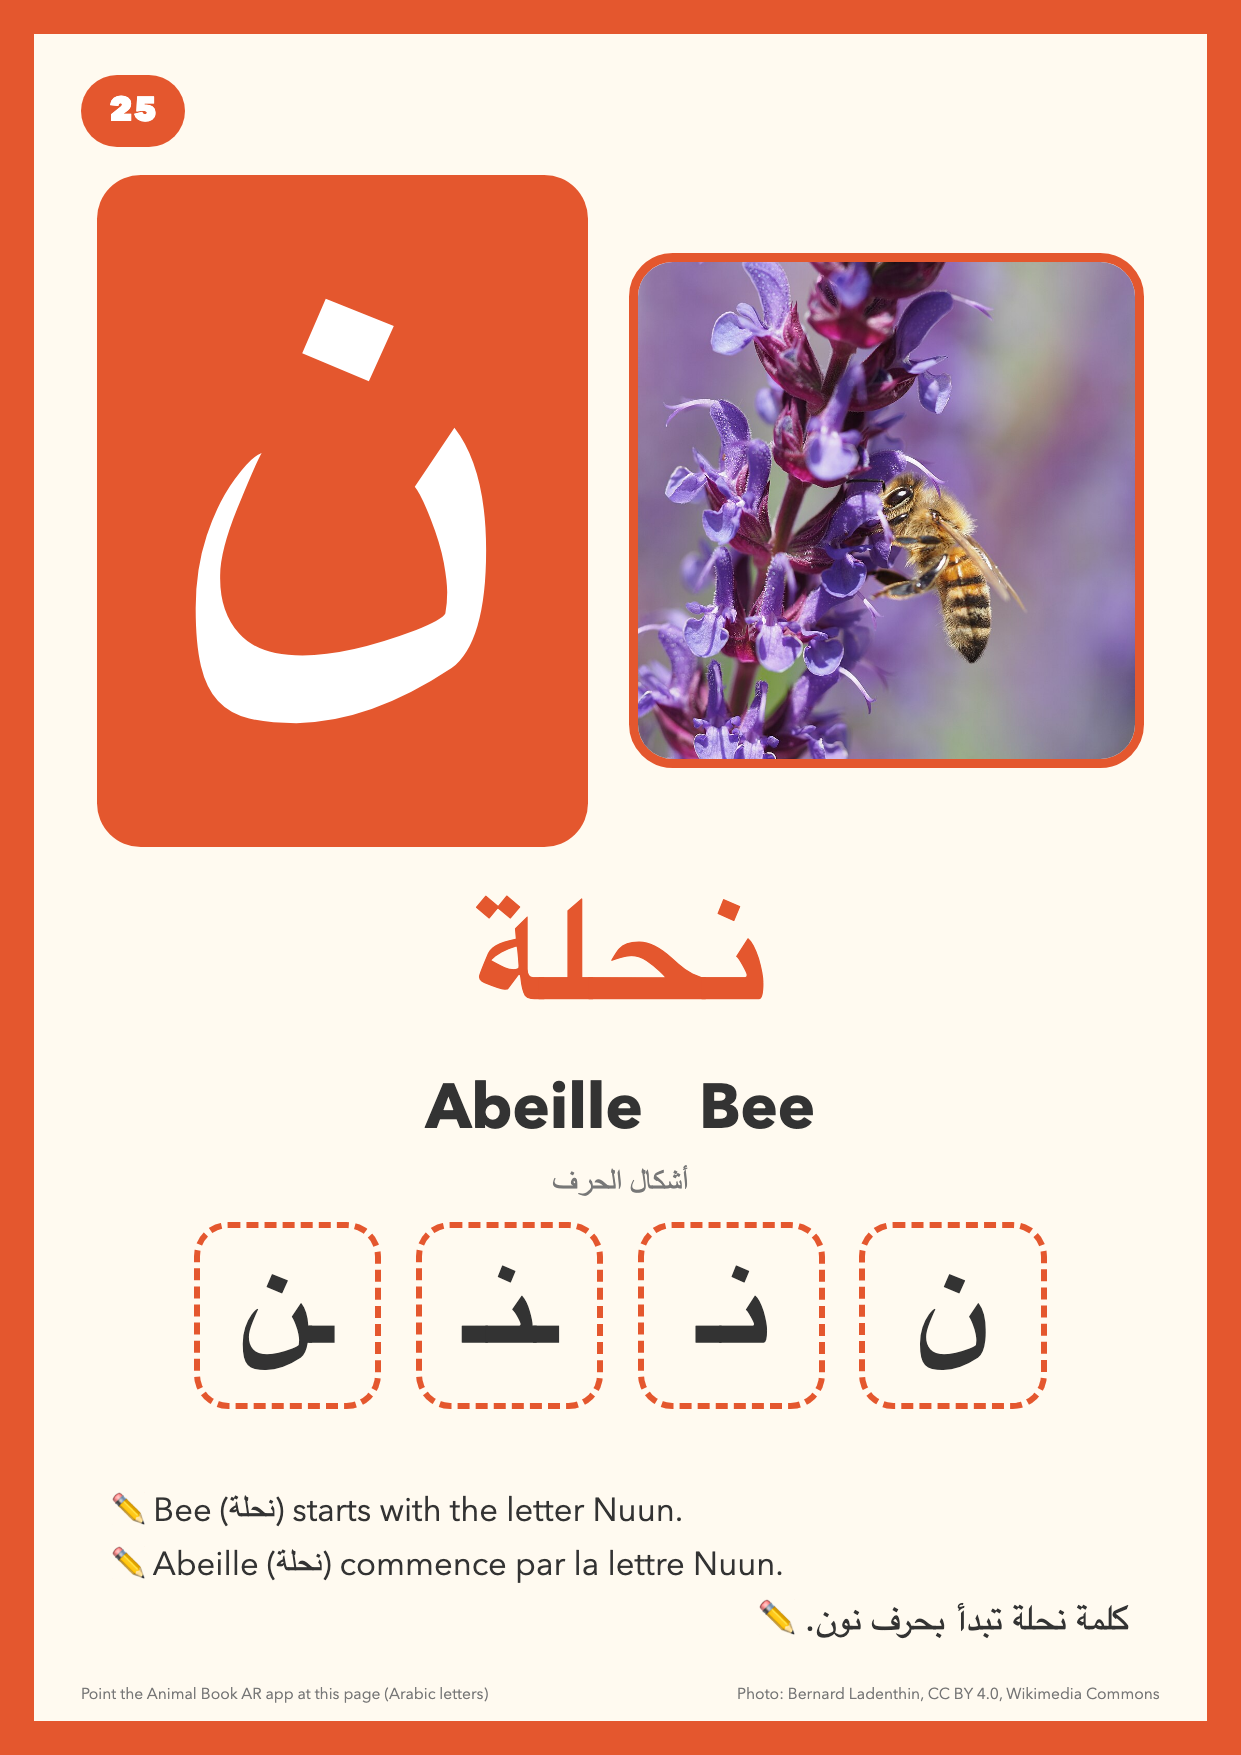 25
ن
نحلة
Abeille Bee
أشكال الحرف
ن نـ ـنـ ـن
✏️ Bee (نحلة) starts with the letter Nuun.
✏️ Abeille (نحلة) commence par la lettre Nuun.
كلمة نحلة تبدأ بحرف نون. ✏️
Point the Animal Book AR app at this page (Arabic letters)
Photo: Bernard Ladenthin, CC BY 4.0, Wikimedia Commons